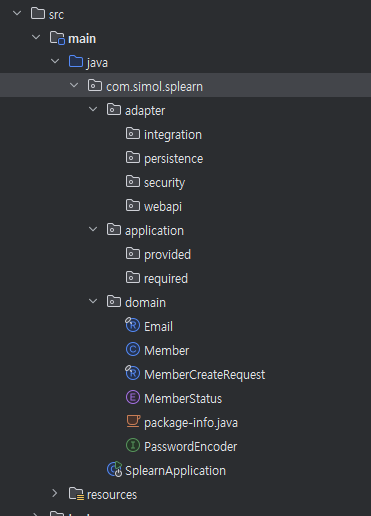 src
main
java
com.simol.splearn
adapter
integration
persistence
security
webapi
application
provided
required
domain
Email
Member
MemberCreateRequest
MemberStatus
package-info.java
PasswordEncoder
SplearnApplication
resources